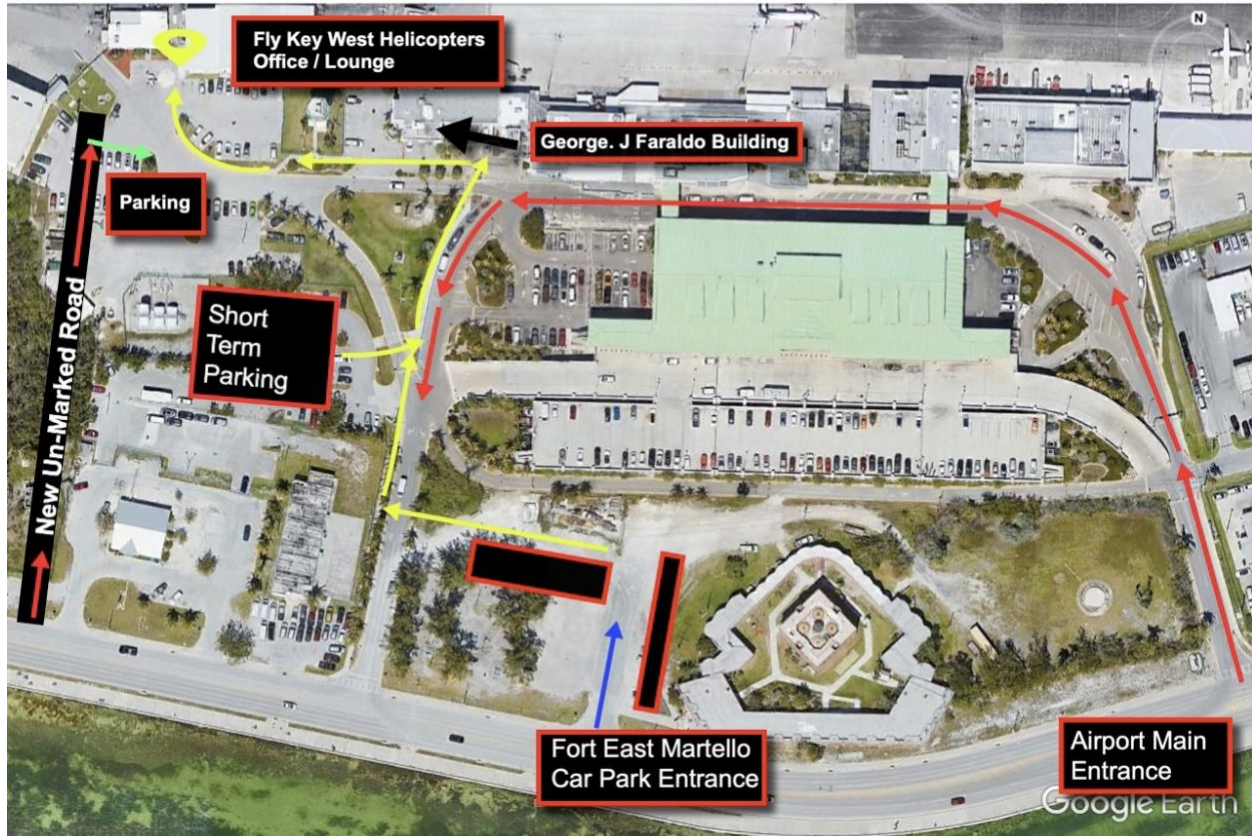 N
Fly Key West Helicopters
Office / Lounge
George. J Faraldo Building
Parking
New Un-Marked Road
Short
Term
Parking
Fort East Martello
Car Park Entrance
Airport Main
Entrance
Google Earth